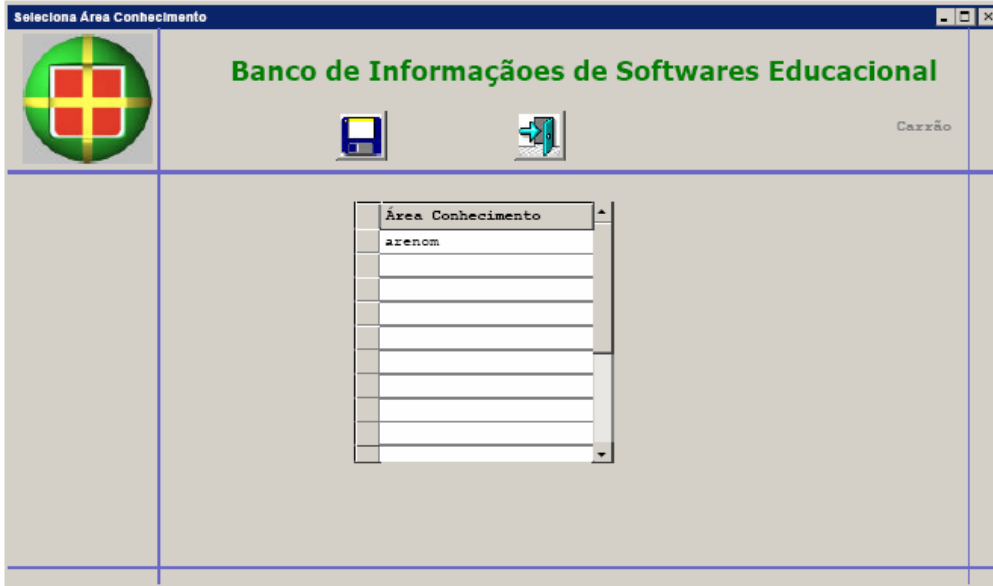 Seleciona Área Conhecimento
Banco de Informaçãoes de Softwares Educacional
Carrão
Área Conhecimento
arenom